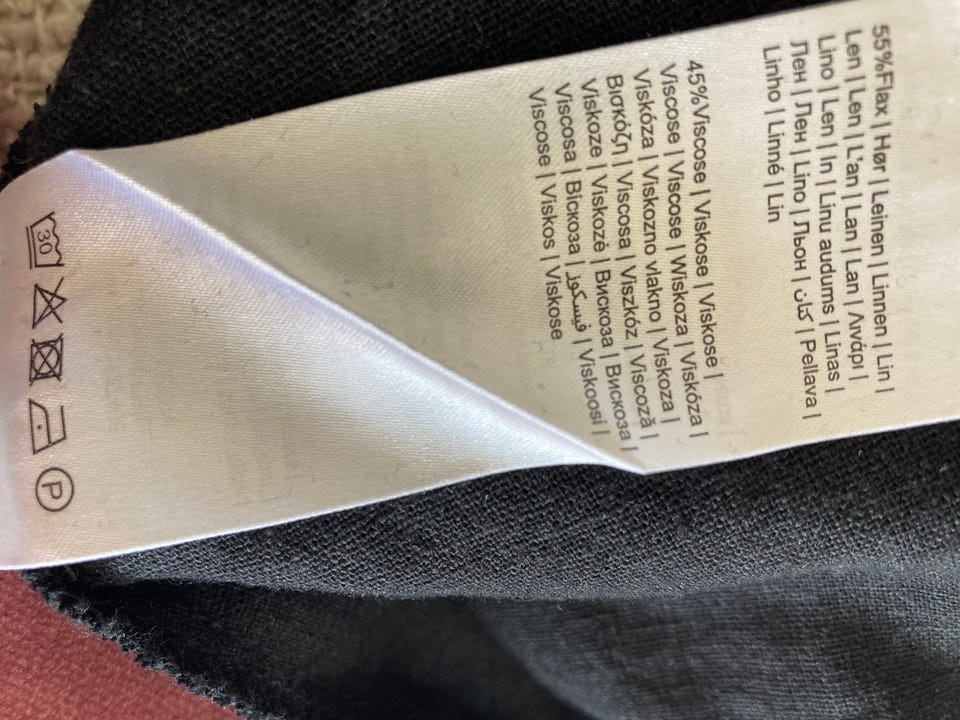 55%Flax | Hør | Leinen | Linnen | Lin |
Len | Len | L'an | Lan | Lan | Λινάρι |
Lino | Len | In | Linu audums | Linas |
Лен | Лен | Lino | Льон | كتان | Pellava |
Linho | Linné | Lin
45%Viscose | Viskose | Viskose |
Viscose | Viscose | Wiskoza | Viskóza |
Viskóza | Viskozno vlakno | Viskoza |
Βισκόζη | Viscosa | Viszkóz | Viscoză |
Viskoze | Viskozė | Вискоза | Вискоза |
Viscosa | Віскоза | فيسكوز | Viskoosi |
Viscose | Viskos | Viskose
30
P